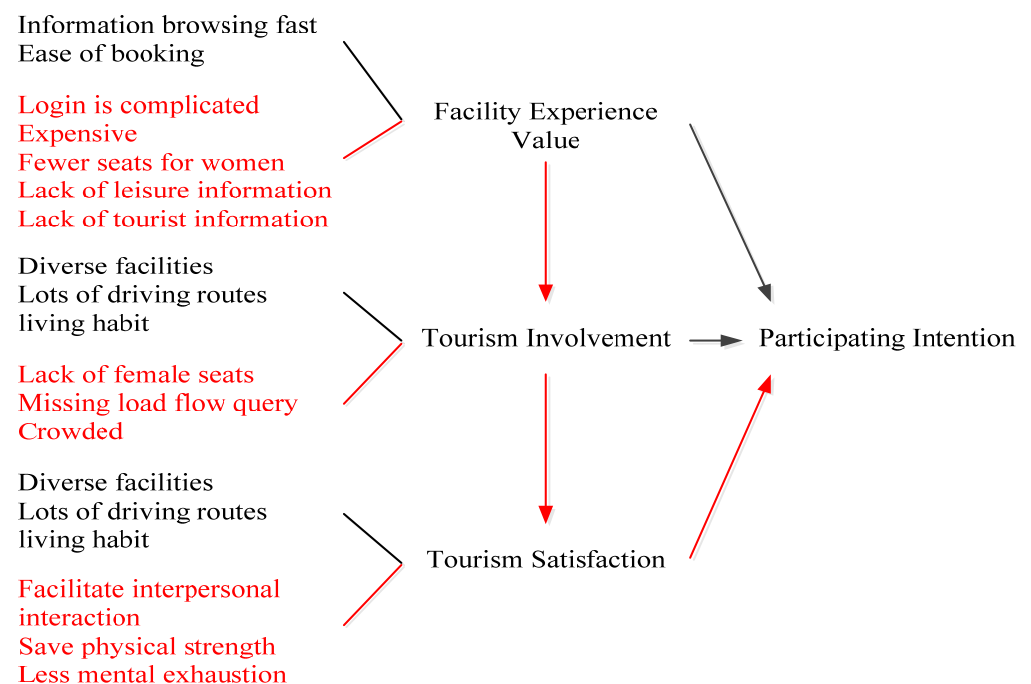 Information browsing fast
Ease of booking
Login is complicated
Expensive
Fewer seats for women
Lack of leisure information
Lack of tourist information
Facility Experience
Value
Diverse facilities
Lots of driving routes
living habit
Lack of female seats
Missing load flow query
Crowded
Tourism Involvement
Participating Intention
Diverse facilities
Lots of driving routes
living habit
Facilitate interpersonal
interaction
Save physical strength
Less mental exhaustion
Tourism Satisfaction